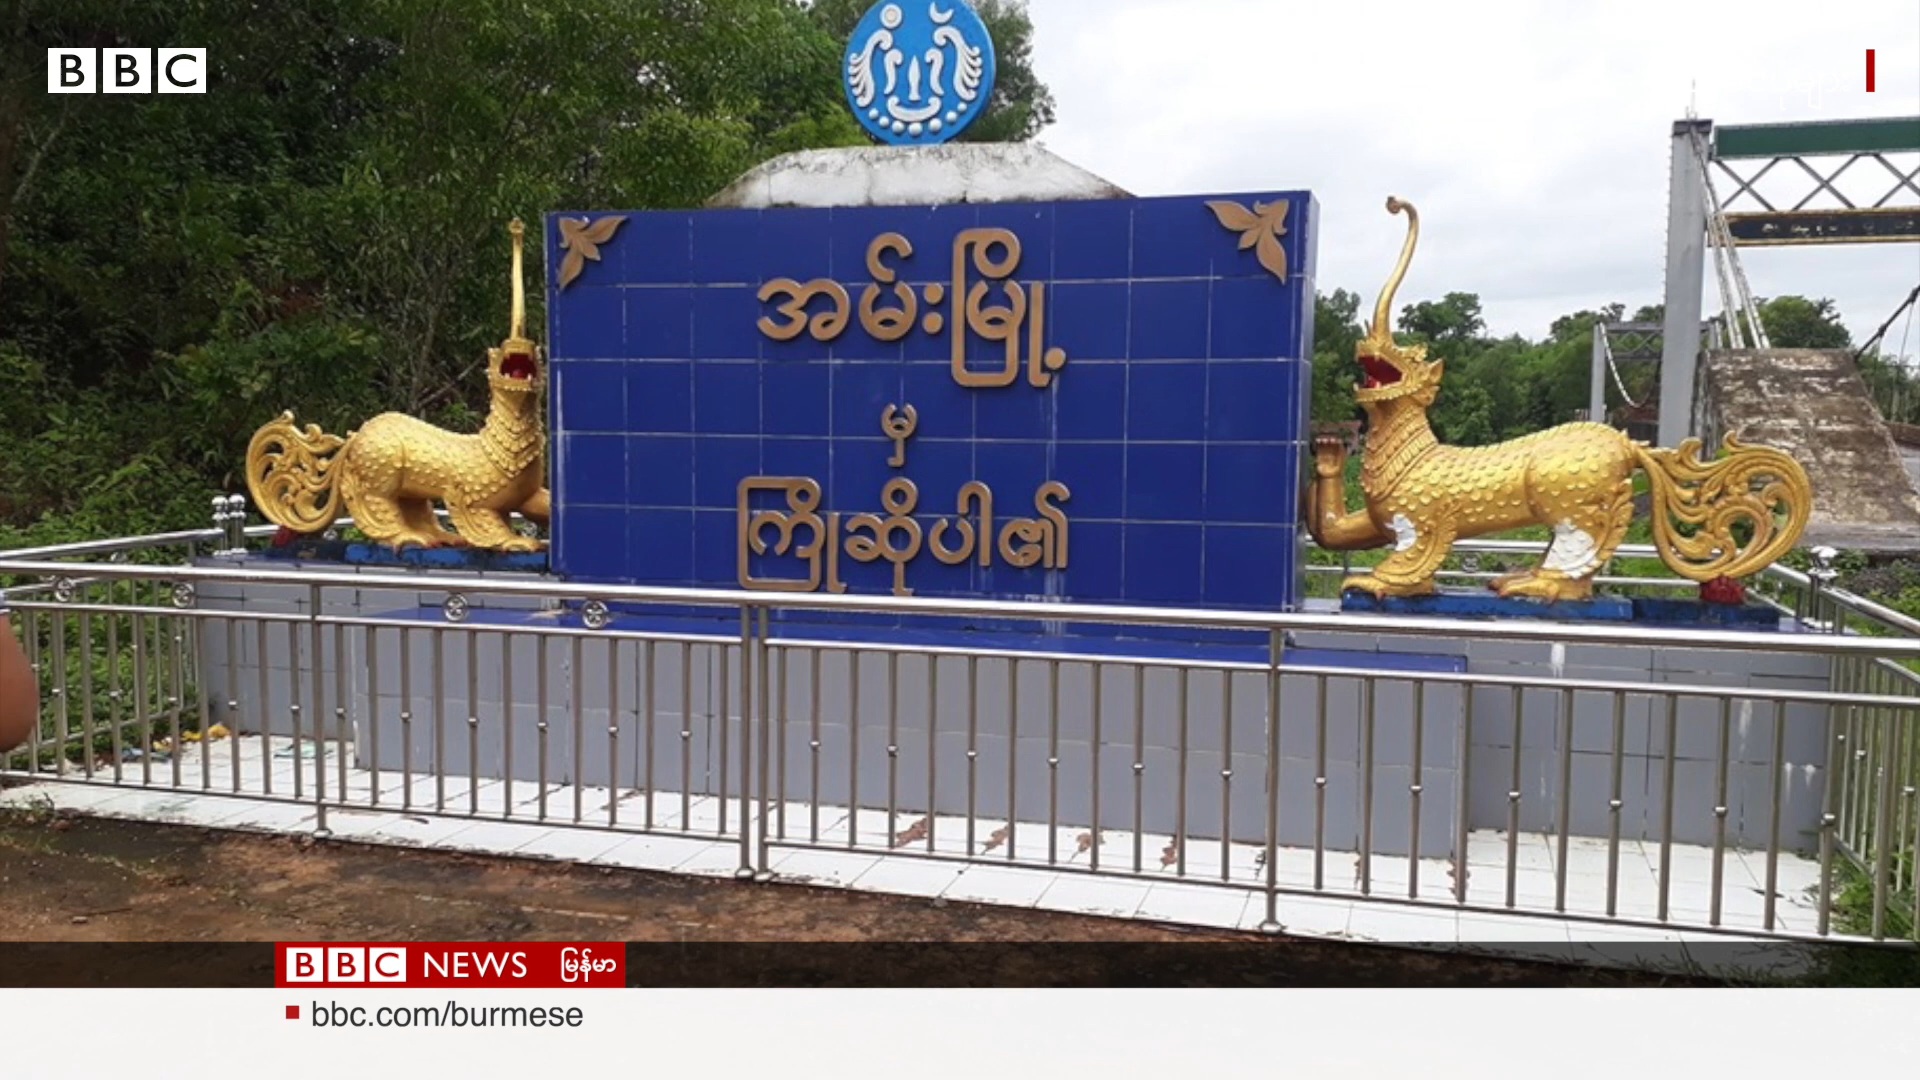 BBC
အမ်းမြို့
မှ
ကြိုဆိုပါ၏
BBC NEWS မြန်မာ
bbc.com/burmese